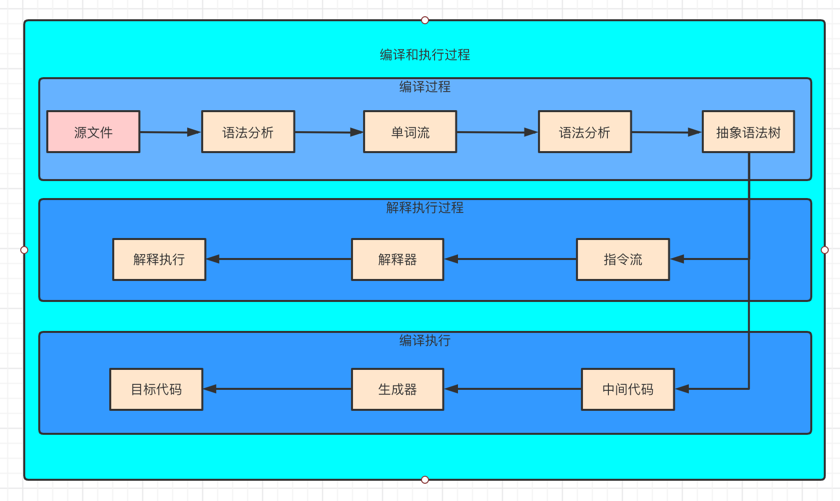 编译和执行过程
编译过程
源文件
语法分析
单词流
语法分析
抽象语法树
解释执行过程
解释执行
解释器
指令流
编译执行
目标代码
生成器
中间代码